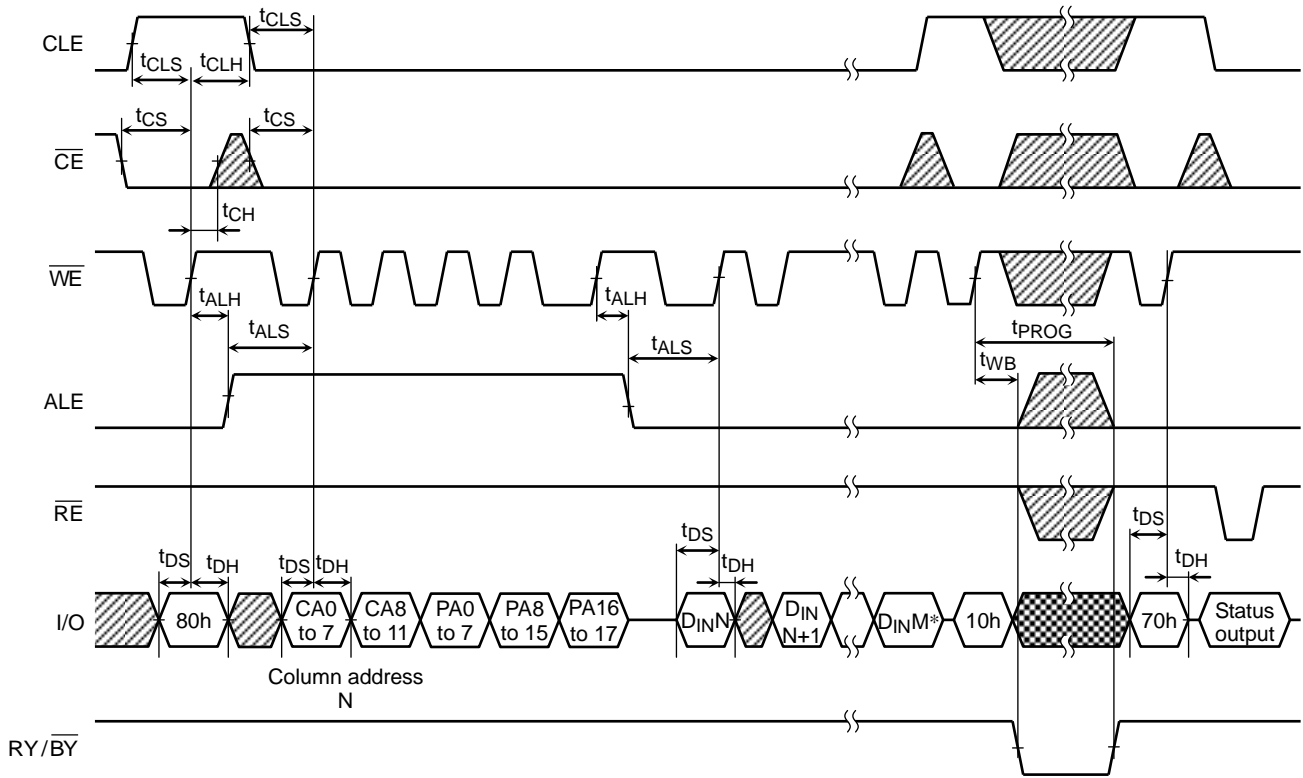 CLE
tCLS
tCLS
tCLH
CE
tCS
tCS
tCH
WE
tALH
tALS
tALH
tALS
tPROG
tWB
ALE
RE
tDS
tDH
tDS
tDH
tDS
tDH
tDS
tDH
I/O
80h
CA0
to 7
CA8
to 11
PA0
to 7
PA8
to 15
PA16
to 17
DINN
DIN
N+1
DINM*
10h
70h
Status
output
Column address
N
RY/BY